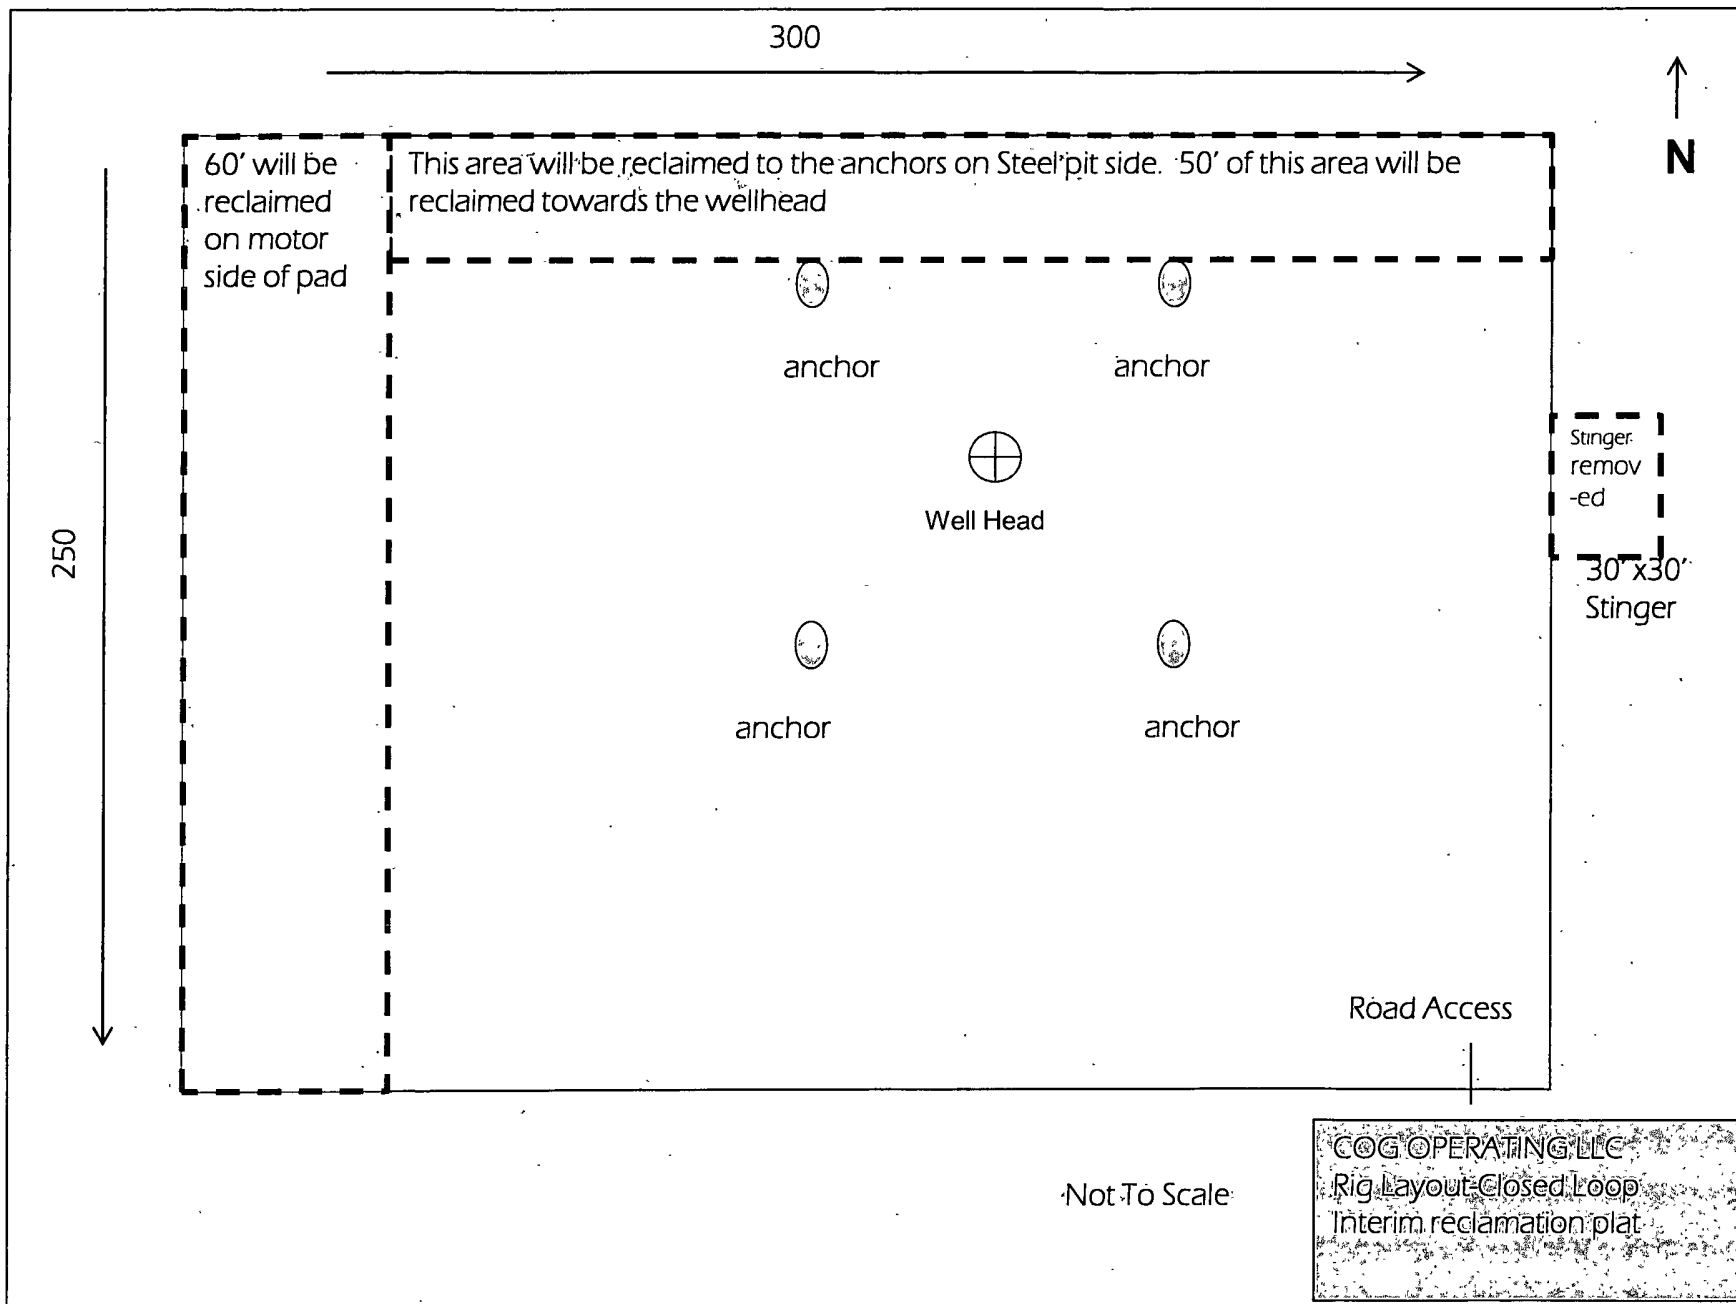 300
N
60' will be
reclaimed
on motor
side of pad
This area will be reclaimed to the anchors on Steel pit side. 50' of this area will be
reclaimed towards the wellhead
anchor
anchor
Stinger
remov
-ed
Well Head
250
30' x30'
Stinger
anchor
anchor
Road Access
Not To Scale
COG OPERATING LLC
Rig Layout-Closed Loop
Interim reclamation plat